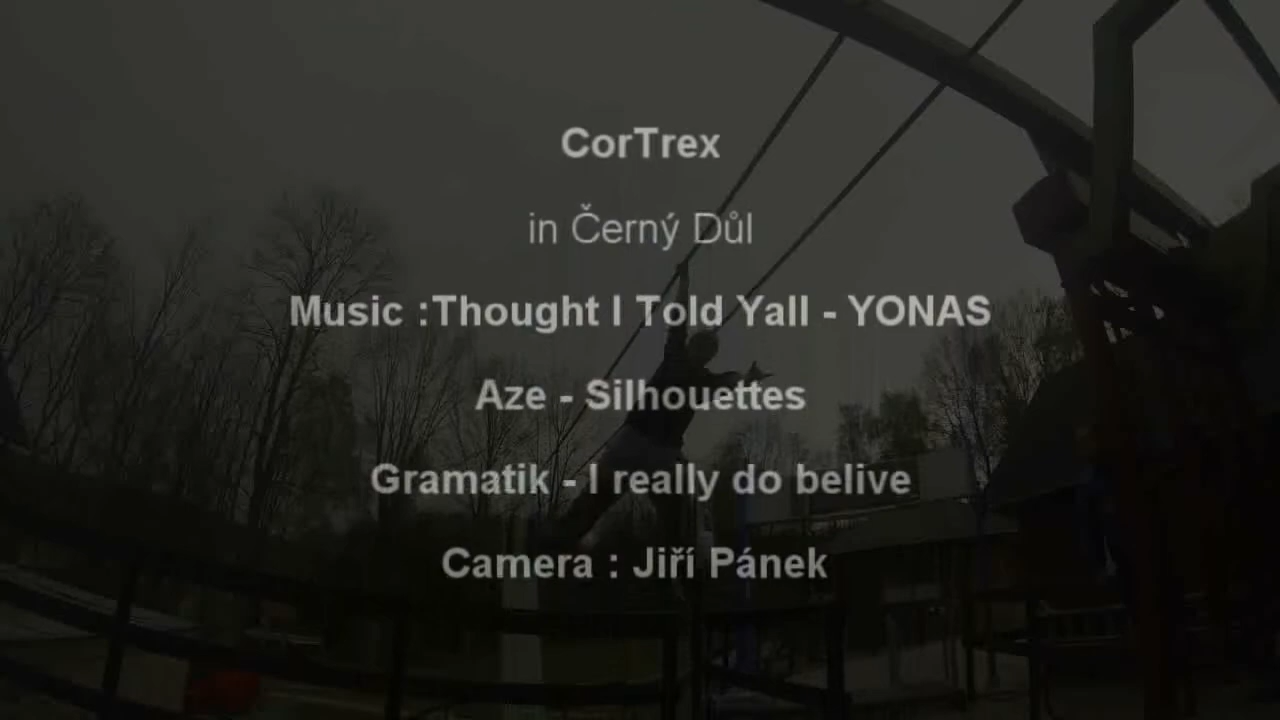 CorTrex
in Černý Důl
Music :Thought I Told Yall - YONAS
Aze - Silhouettes
Gramatik - I really do belive
Camera : Jiří Pánek